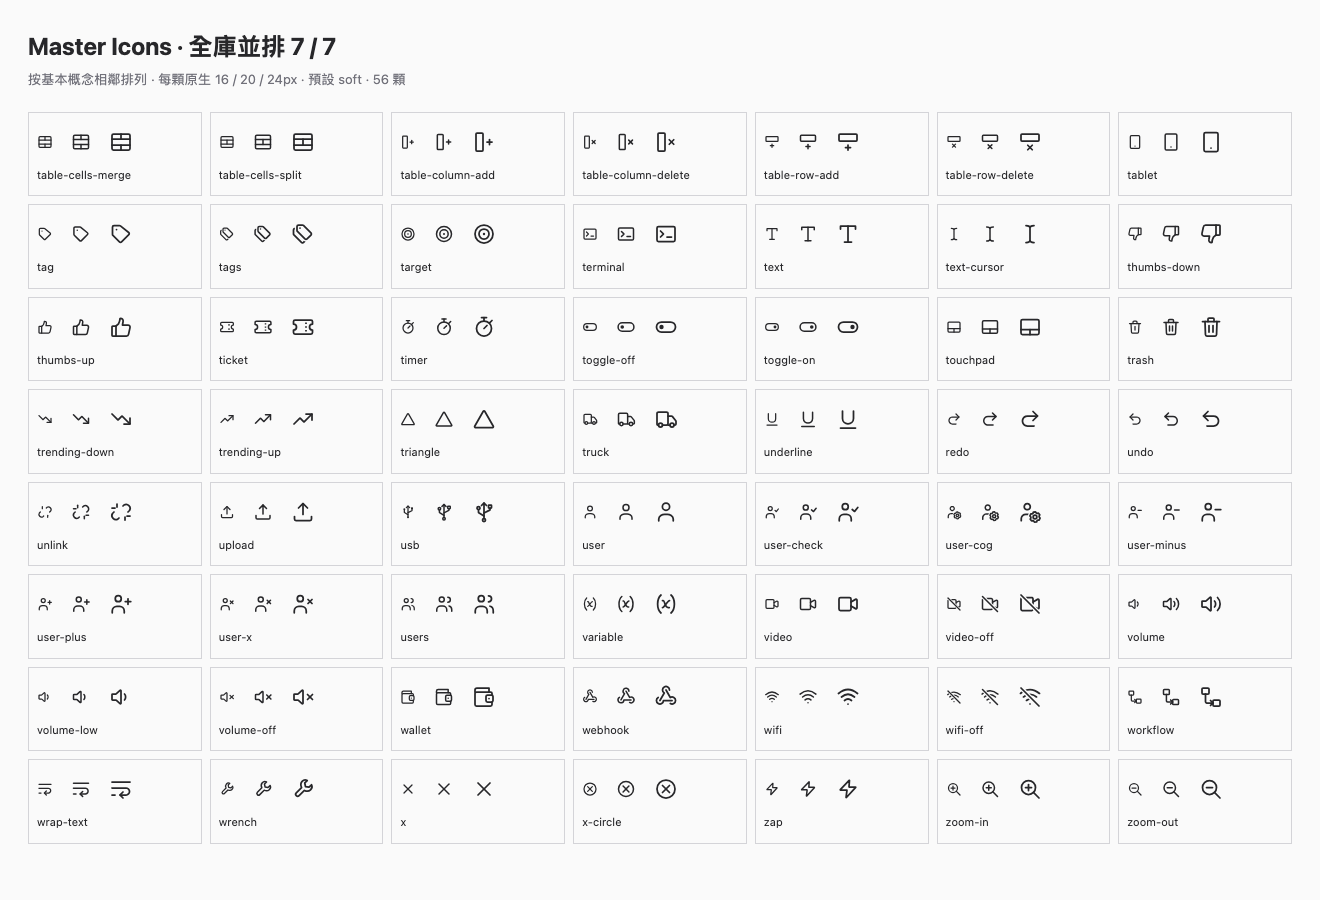 Master Icons · 全庫並排 7 / 7
按基本概念相鄰排列 · 每顆原生 16 / 20 / 24px · 預設 soft · 56 顆
table-cells-merge
table-cells-split
table-column-add
table-column-delete
table-row-add
table-row-delete
tablet
tag
tags
target
terminal
text
text-cursor
thumbs-down
thumbs-up
ticket
timer
toggle-off
toggle-on
touchpad
trash
trending-down
trending-up
triangle
truck
underline
redo
undo
unlink
upload
usb
user
user-check
user-cog
user-minus
user-plus
user-x
users
variable
video
video-off
volume
volume-low
volume-off
wallet
webhook
wifi
wifi-off
workflow
wrap-text
wrench
x
x-circle
zap
zoom-in
zoom-out